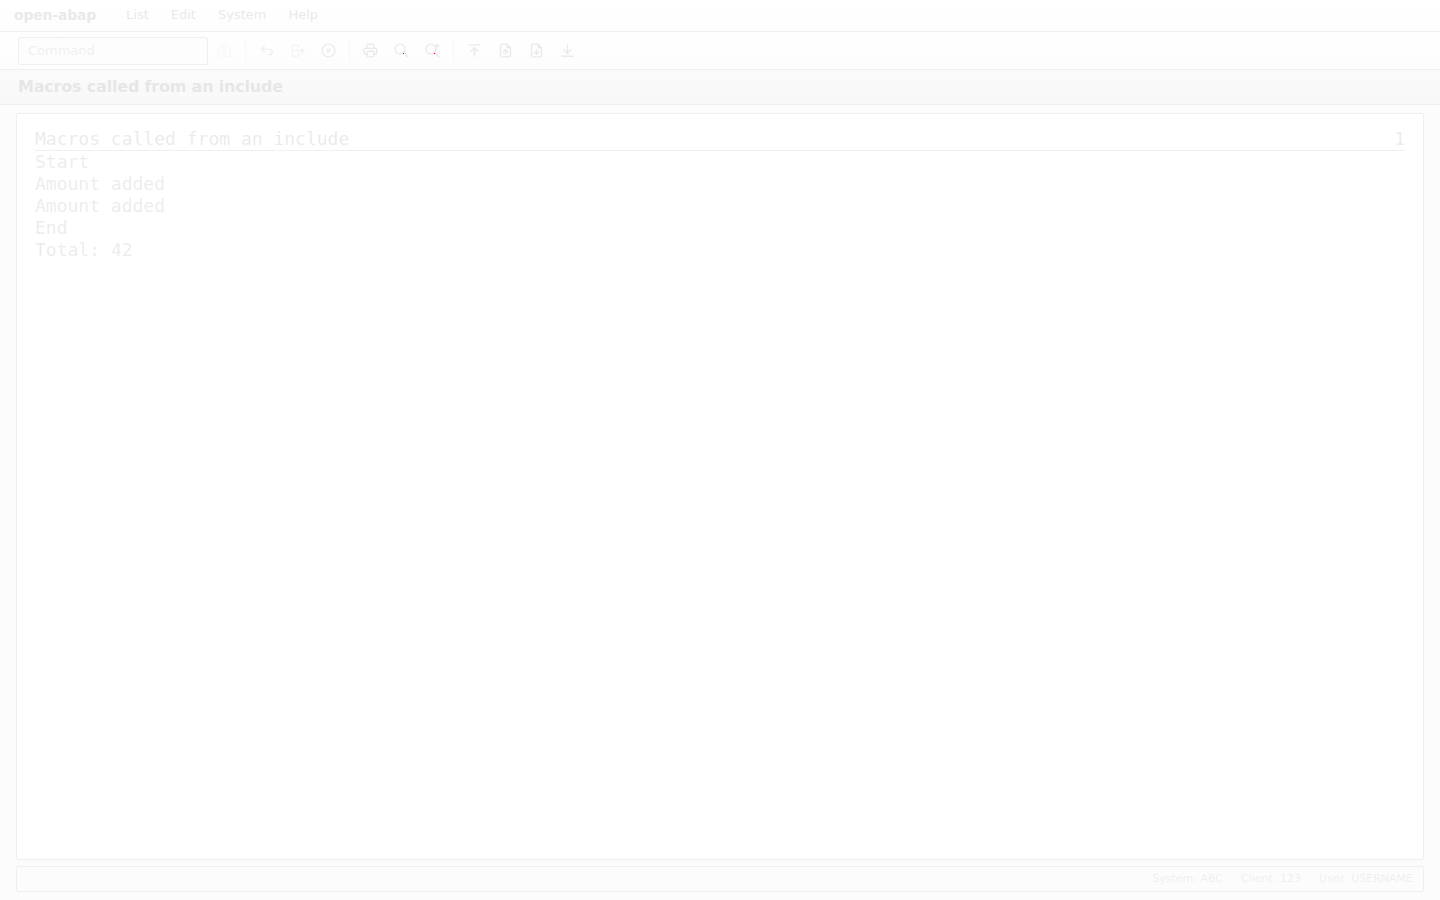 open-abap List Edit System Help
Command
Macros called from an include
Macros called from an include 1
Start
Amount added
Amount added
End
Total: 42
System: ABC Client: 123 User: USERNAME